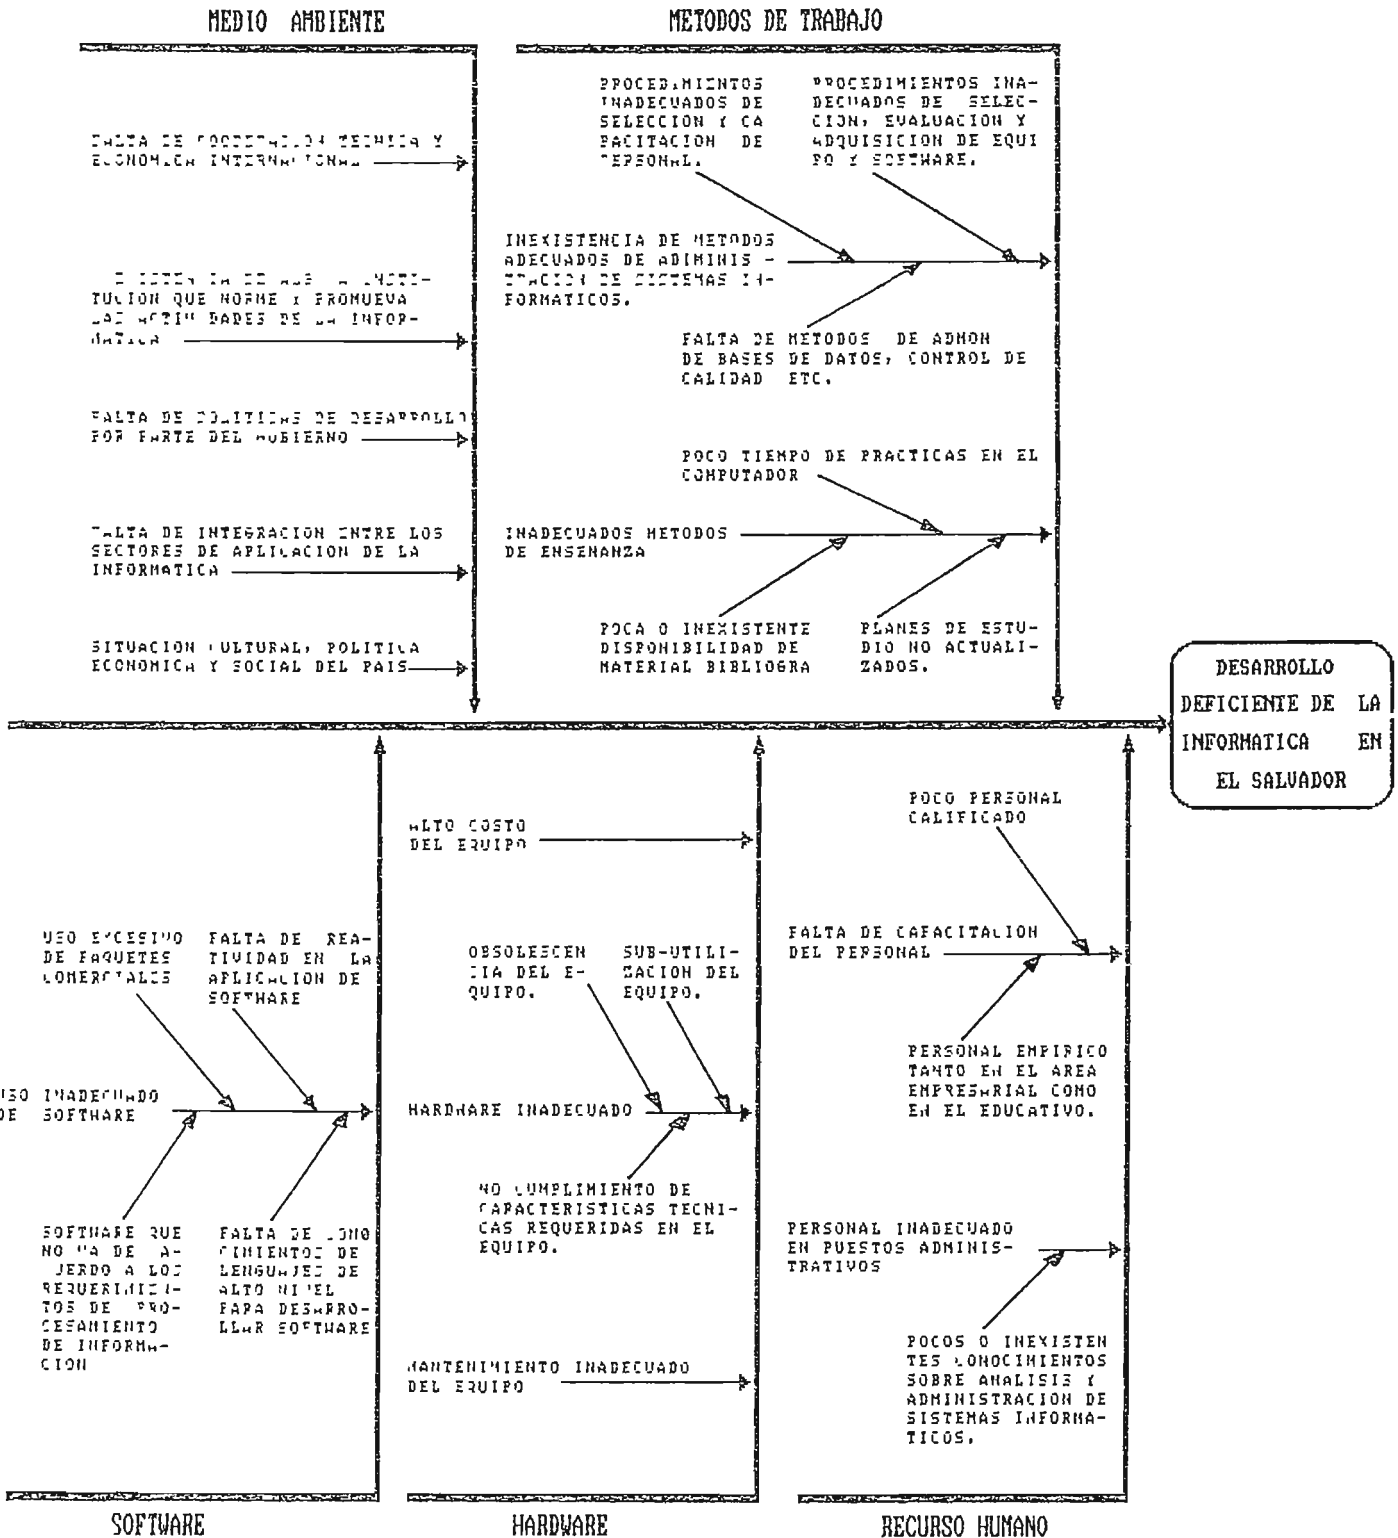 MEDIO AMBIENTE
FALTA DE COOPERACION TECNICA Y
ECONOMICA INTERNACIONAL
DE
TUCION QUE NORME Y PROMUEVA
LAS ACTIVIDADES DE LA INFOR-
MATICA
FALTA DE POLITICAS DE DESARROLLO
POR PARTE DEL GOBIERNO
FALTA DE INTEGRACION ENTRE LOS
SECTORES DE APLICACION DE LA
INFORMATICA
SITUACION CULTURAL, POLITICA
ECONOMICA Y SOCIAL DEL PAIS
METODOS DE TRABAJO
PROCEDIMIENTOS
INADECUADOS DE
SELECCION Y CA
PACITACION DE
PERSONAL.
PROCEDIMIENTOS INA-
DECUADOS DE SELEC-
CION, EVALUACION Y
ADQUISICION DE EQUI
PO Y SOFTWARE.
INEXISTENCIA DE METODOS
ADECUADOS DE ADIMINIS -
TRACION DE SISTEMAS IN-
FORMATICOS.
FALTA DE METODOS DE ADMON
DE BASES DE DATOS, CONTROL DE
CALIDAD ETC.
POCO TIEMPO DE PRACTICAS EN EL
COMPUTADOR
INADECUADOS METODOS
DE ENSENANZA
POCA O INEXISTENTE
DISPONIBILIDAD DE
MATERIAL BIBLIOGRA
PLANES DE ESTU-
DIO NO ACTUALI-
ZADOS.
DESARROLLO
DEFICIENTE DE LA
INFORMATICA EN
EL SALVADOR
USO EXCESIVO
DE PAQUETES
COMERCIALES
FALTA DE REA-
TIVIDAD EN LA
APLICACION DE
SOFTWARE
USO INADECUADO
DE SOFTWARE
SOFTWARE QUE
NO VA DE A-
UERDO A LOS
REQUERIMIEN-
TOS DE PRO-
CESAMIENTO
DE INFORMA-
CION
FALTA DE CONO
CIMIENTOS DE
LENGUAJES DE
ALTO NIVEL
PARA DESARRO-
LLAR SOFTWARE
SOFTWARE
ALTO COSTO
DEL EQUIPO
OBSOLESCEN
CIA DEL E-
QUIPO.
SUB-UTILI-
ZACION DEL
EQUIPO.
HARDWARE INADECUADO
NO CUMPLIMIENTO DE
CARACTERISTICAS TECNI-
CAS REQUERIDAS EN EL
EQUIPO.
MANTENIMIENTO INADECUADO
DEL EQUIPO
HARDWARE
POCO PERSONAL
CALIFICADO
FALTA DE CAPACITACION
DEL PERSONAL
PERSONAL EMPIRICO
TANTO EN EL AREA
EMPRESARIAL COMO
EN EL EDUCATIVO.
PERSONAL INADECUADO
EN PUESTOS ADMINIS-
TRATIVOS
POCOS O INEXISTEN
TES CONOCIMIENTOS
SOBRE ANALISIS Y
ADMINISTRACION DE
SISTEMAS INFORMA-
TICOS.
RECURSO HUMANO